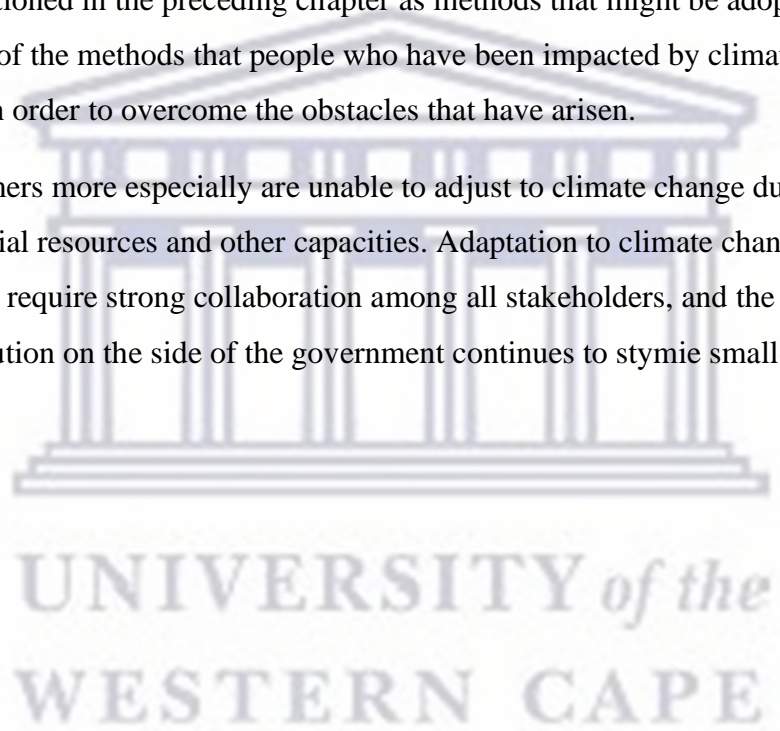 tioned in the preceding chapter as methods that might be adop
of the methods that people who have been impacted by clima
n order to overcome the obstacles that have arisen.
ners more especially are unable to adjust to climate change du
ial resources and other capacities. Adaptation to climate chan
require strong collaboration among all stakeholders, and the
ution on the side of the government continues to stymie small
UNIVERSITY of the
WESTERN CAPE